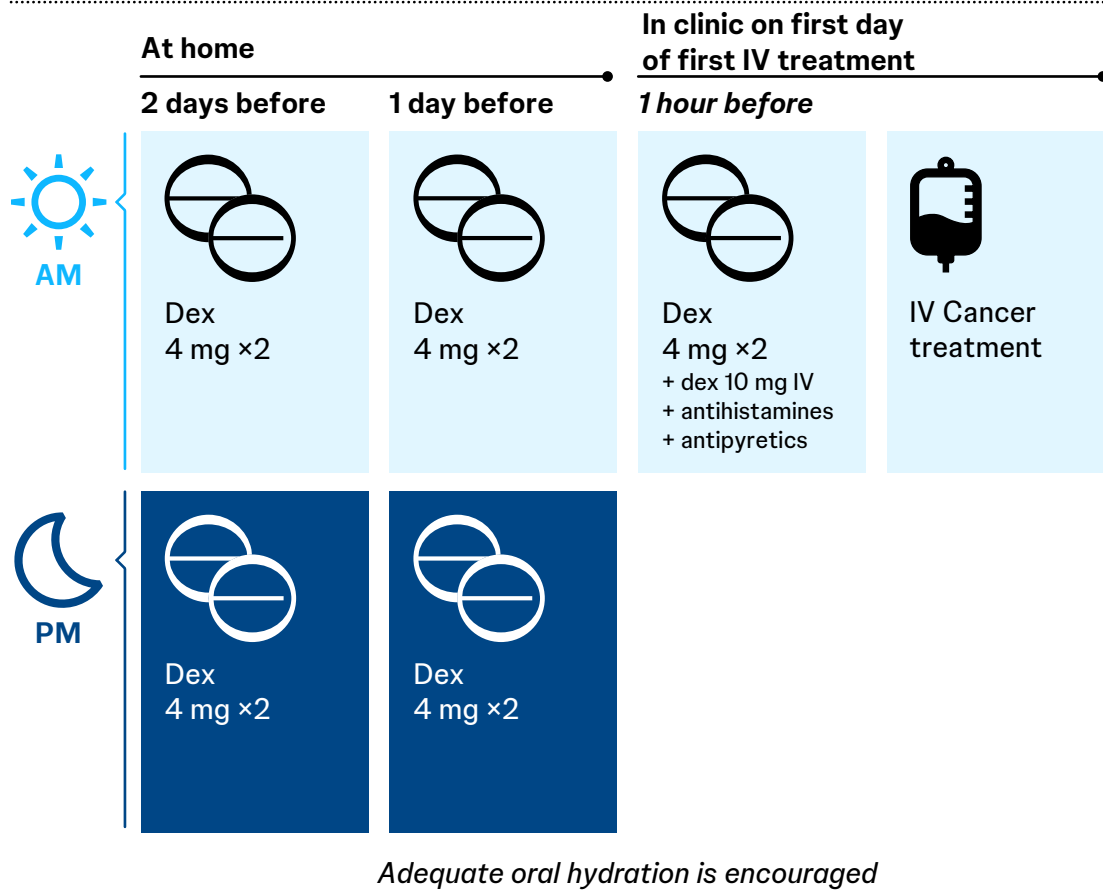 At home
In clinic on first day
of first IV treatment
2 days before
1 day before
1 hour before
AM
Dex
4 mg ×2
Dex
4 mg ×2
Dex
4 mg ×2
+ dex 10 mg IV
+ antihistamines
+ antipyretics
IV Cancer
treatment
PM
Dex
4 mg ×2
Dex
4 mg ×2
Adequate oral hydration is encouraged